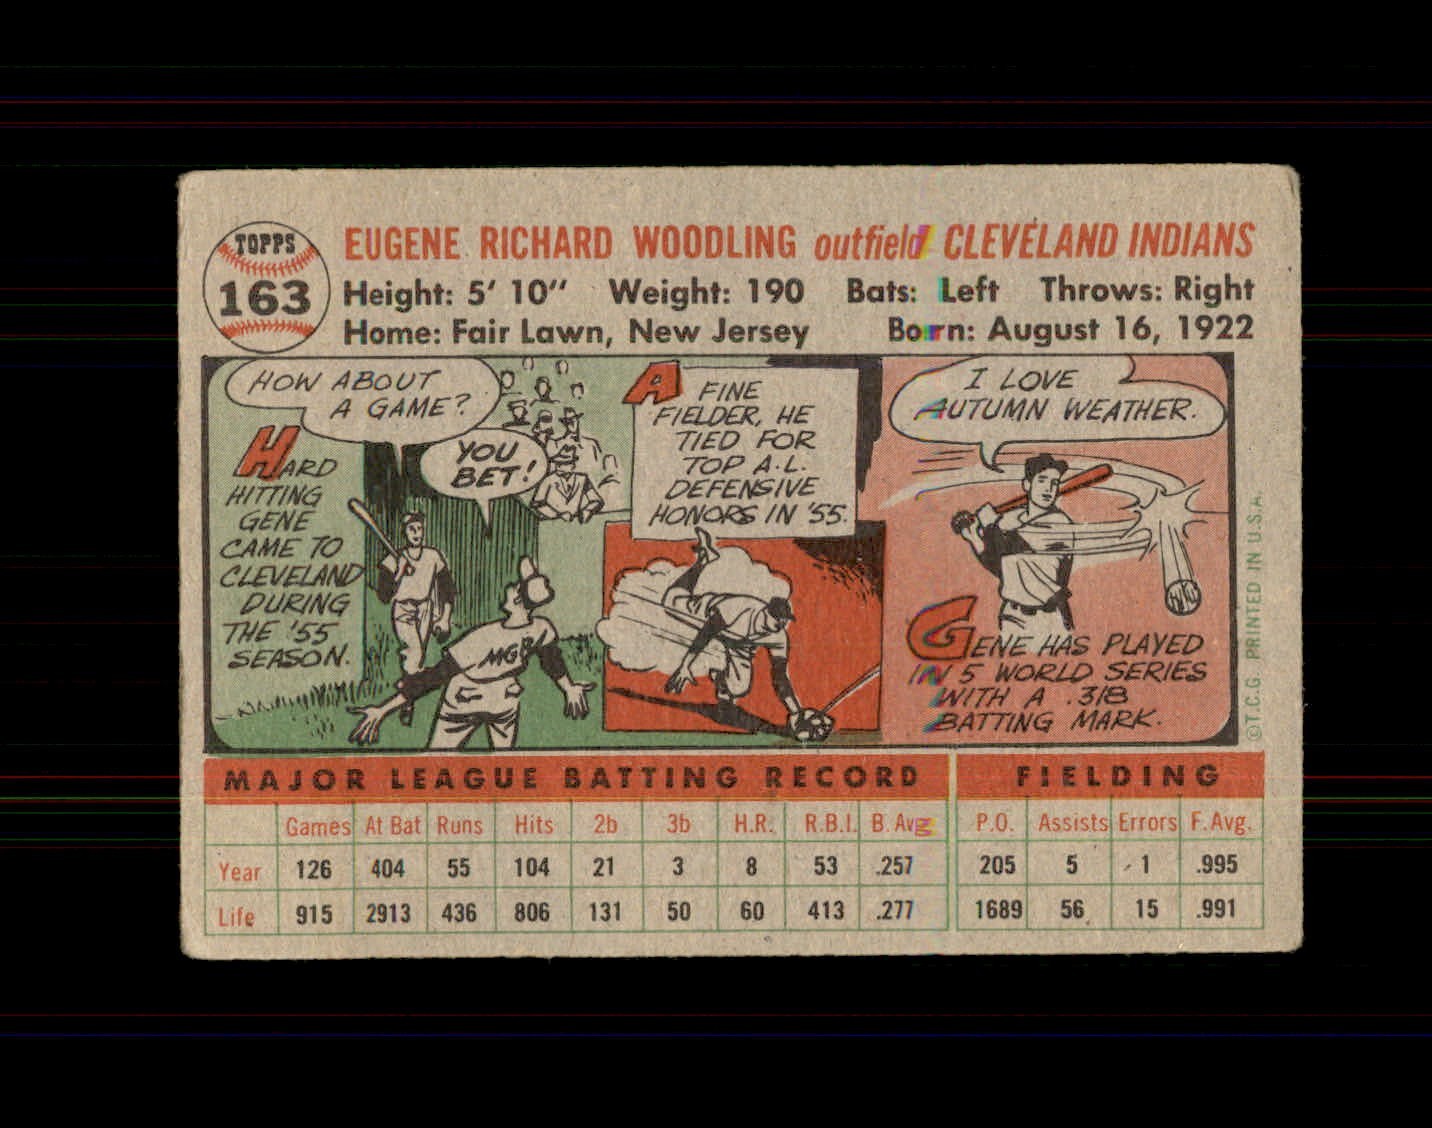 TOPPS
163
EUGENE RICHARD WOODLING outfield CLEVELAND INDIANS
Height: 5' 10" Weight: 190 Bats: Left Throws: Right
Home: Fair Lawn, New Jersey Born: August 16, 1922
HOW ABOUT
A GAME?
YOU
BET!
HARD
HITTING
GENE
CAME TO
CLEVELAND
DURING
THE '55
SEASON.
MGR.
A FINE
FIELDER, HE
TIED FOR
TOP A.L.
DEFENSIVE
HONORS IN '55.
I LOVE
AUTUMN WEATHER.
GENE HAS PLAYED
IN 5 WORLD SERIES
WITH A .318
BATTING MARK.
© T.C.G. PRINTED IN U.S.A.
MAJOR LEAGUE BATTING RECORD FIELDING
Games At Bat Runs Hits 2b 3b H.R. R.B.I. B. Avg. P.O. Assists Errors F. Avg.
Year 126 404 55 104 21 3 8 53 .257 205 5 1 .995
Life 915 2913 436 806 131 50 60 413 .277 1689 56 15 .991